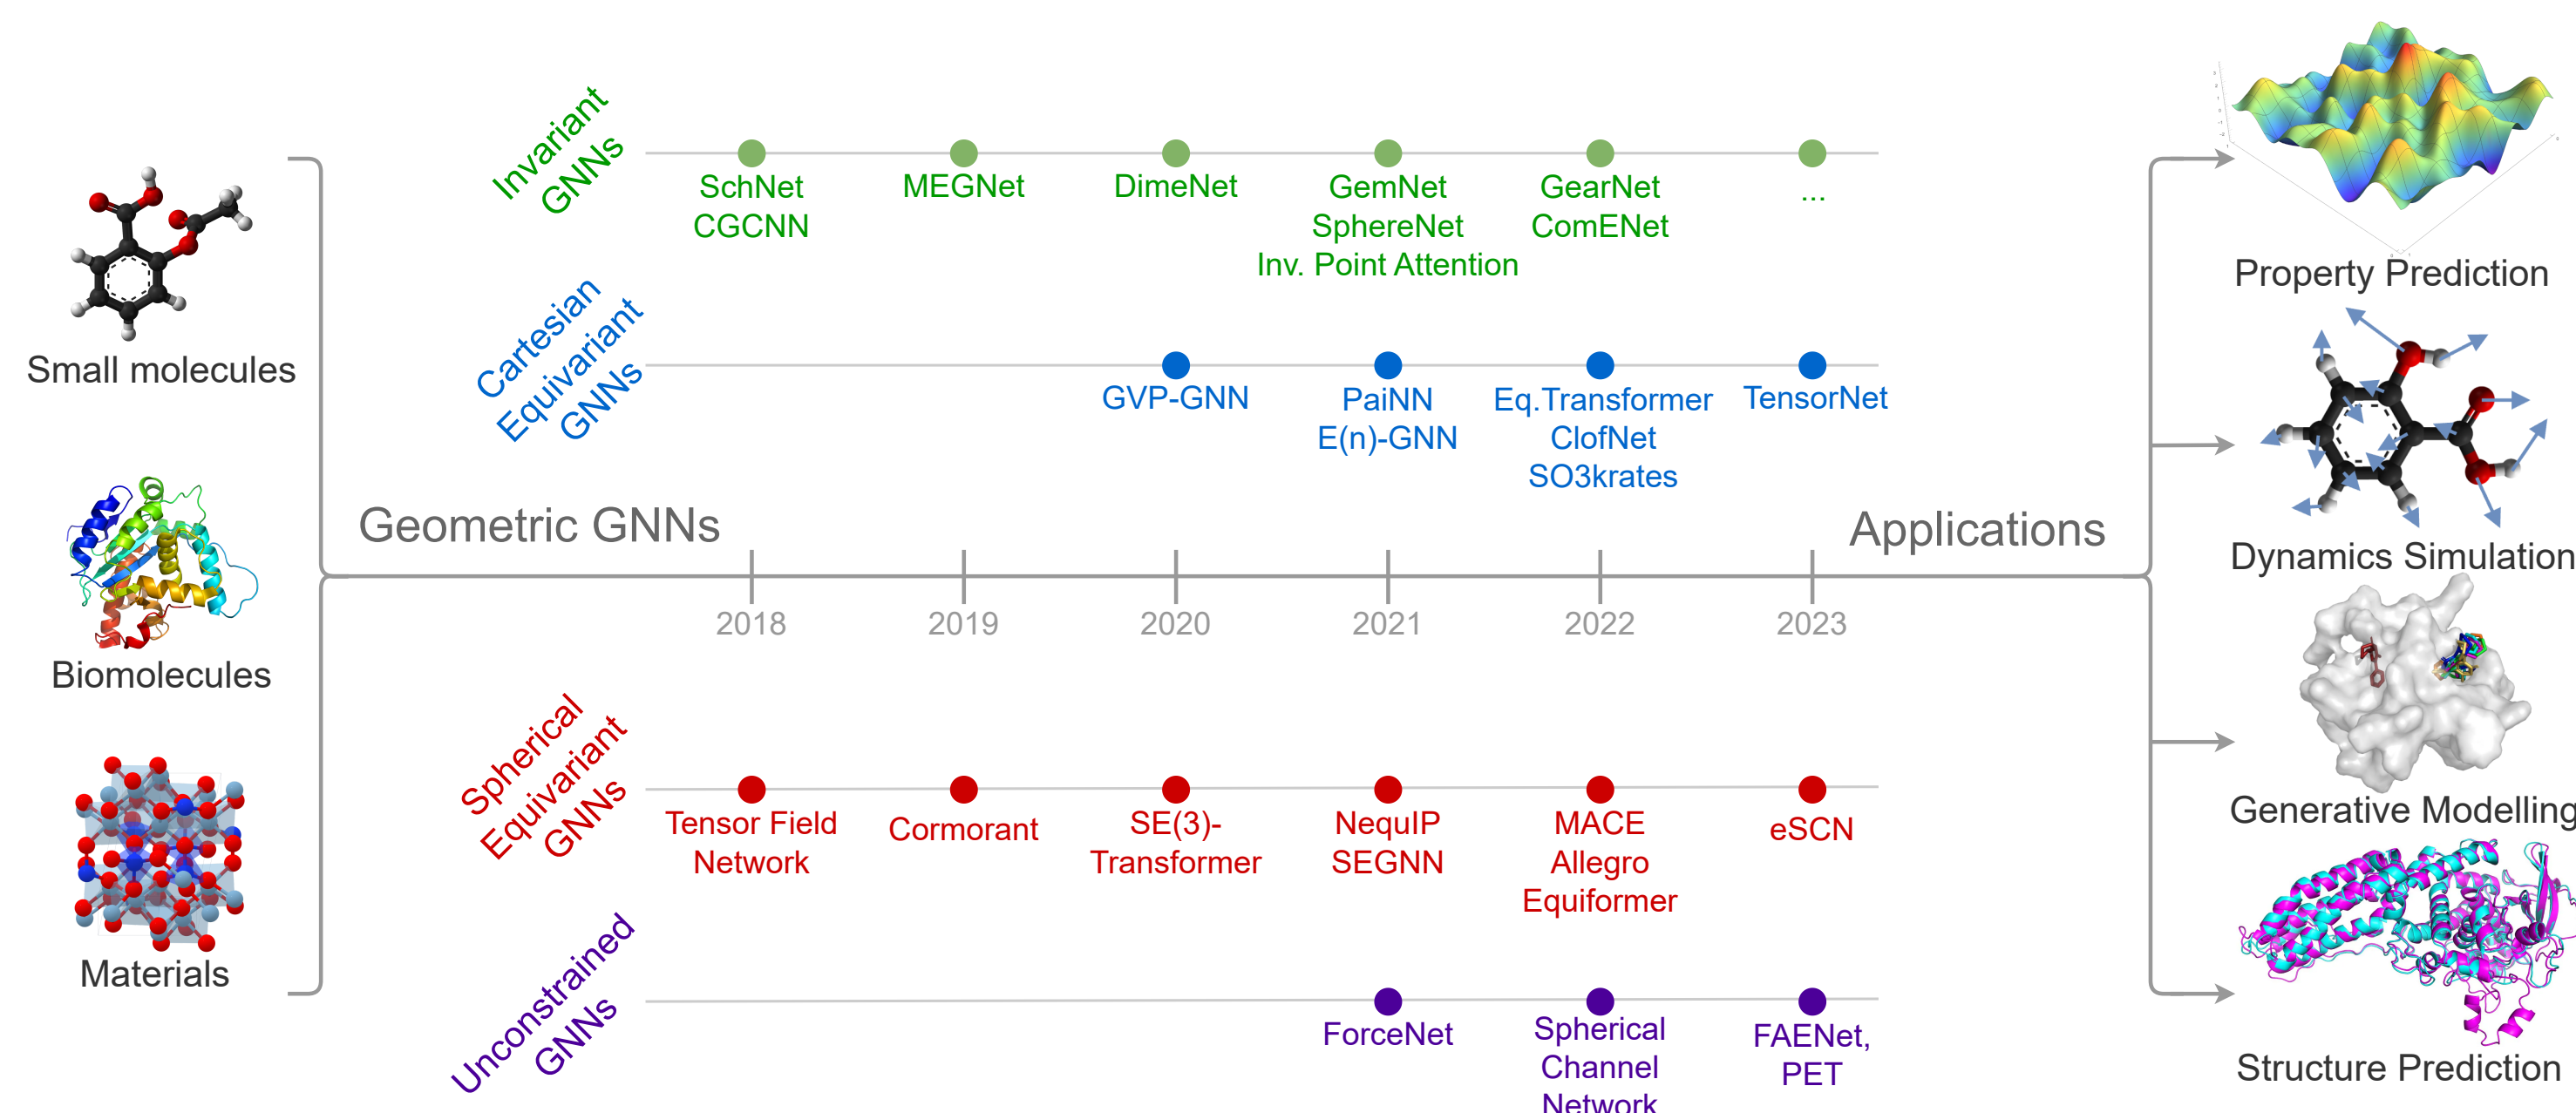 Small molecules
Biomolecules
Materials
Geometric GNNs
Applications
Invariant
GNNs
SchNet
CGCNN
MEGNet
DimeNet
GemNet
SphereNet
Inv. Point Attention
GearNet
ComENet
...
Cartesian
Equivariant
GNNs
GVP-GNN
PaiNN
E(n)-GNN
Eq.Transformer
ClofNet
SO3krates
TensorNet
2018
2019
2020
2021
2022
2023
Spherical
Equivariant
GNNs
Tensor Field
Network
Cormorant
SE(3)-
Transformer
NequIP
SEGNN
MACE
Allegro
Equiformer
eSCN
Unconstrained
GNNs
ForceNet
Spherical
Channel
Network
FAENet,
PET
Property Prediction
Dynamics Simulation
Generative Modelling
Structure Prediction